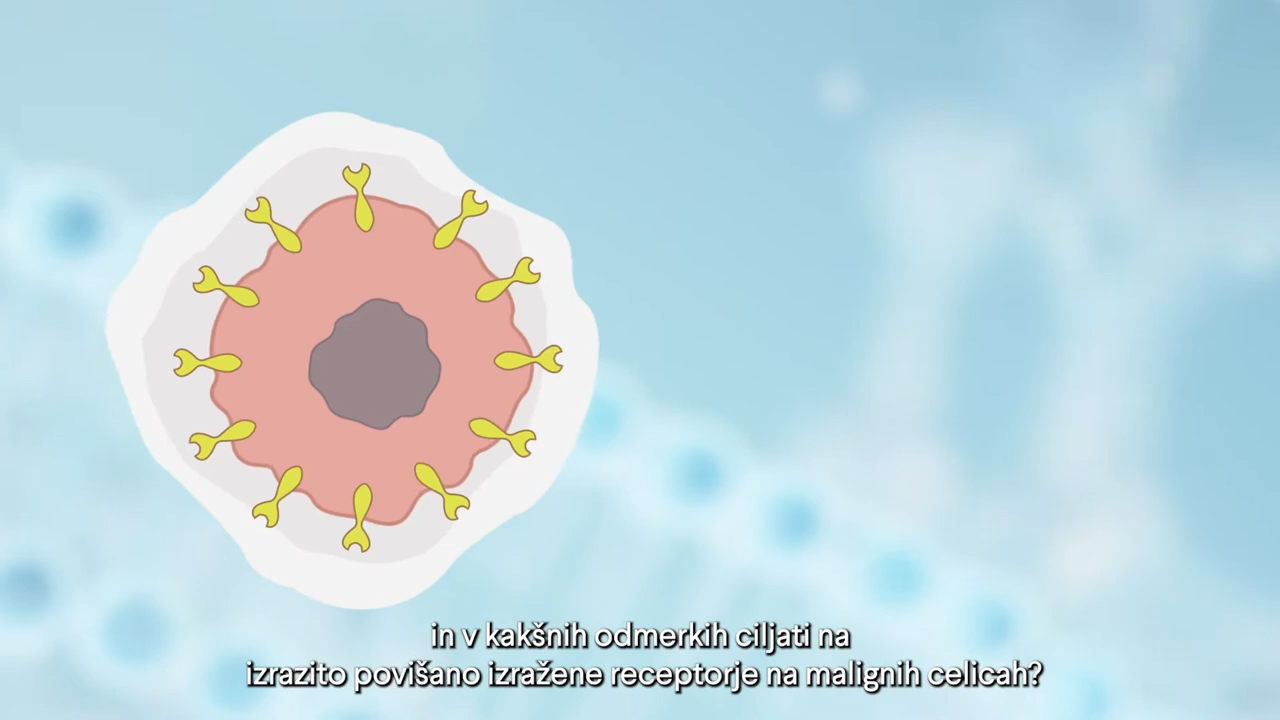 in v kakšnih odmerkih ciljati na
izrazito povišano izražene receptorje na malignih celicah?